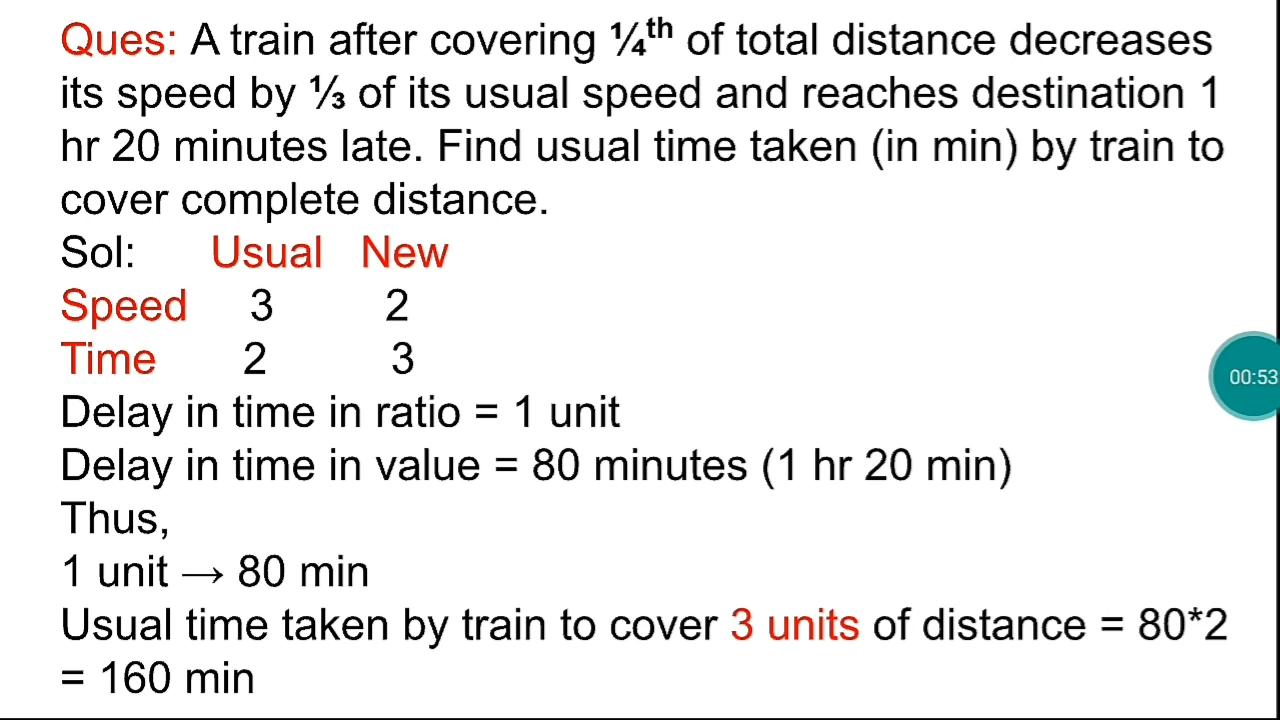 Ques: A train after covering ¼th of total distance decreases
its speed by ⅓ of its usual speed and reaches destination 1
hr 20 minutes late. Find usual time taken (in min) by train to
cover complete distance.
Sol: Usual New
Speed 3 2
Time 2 3
Delay in time in ratio = 1 unit
Delay in time in value = 80 minutes (1 hr 20 min)
Thus,
1 unit → 80 min
Usual time taken by train to cover 3 units of distance = 80*2
= 160 min
00:53